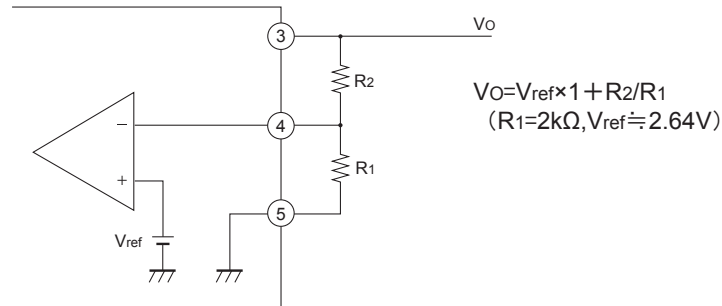 3
VO
R2
VO=Vref×1+R2/R1
(R1=2kΩ,Vref≒2.64V)
−
4
R1
+
5
Vref